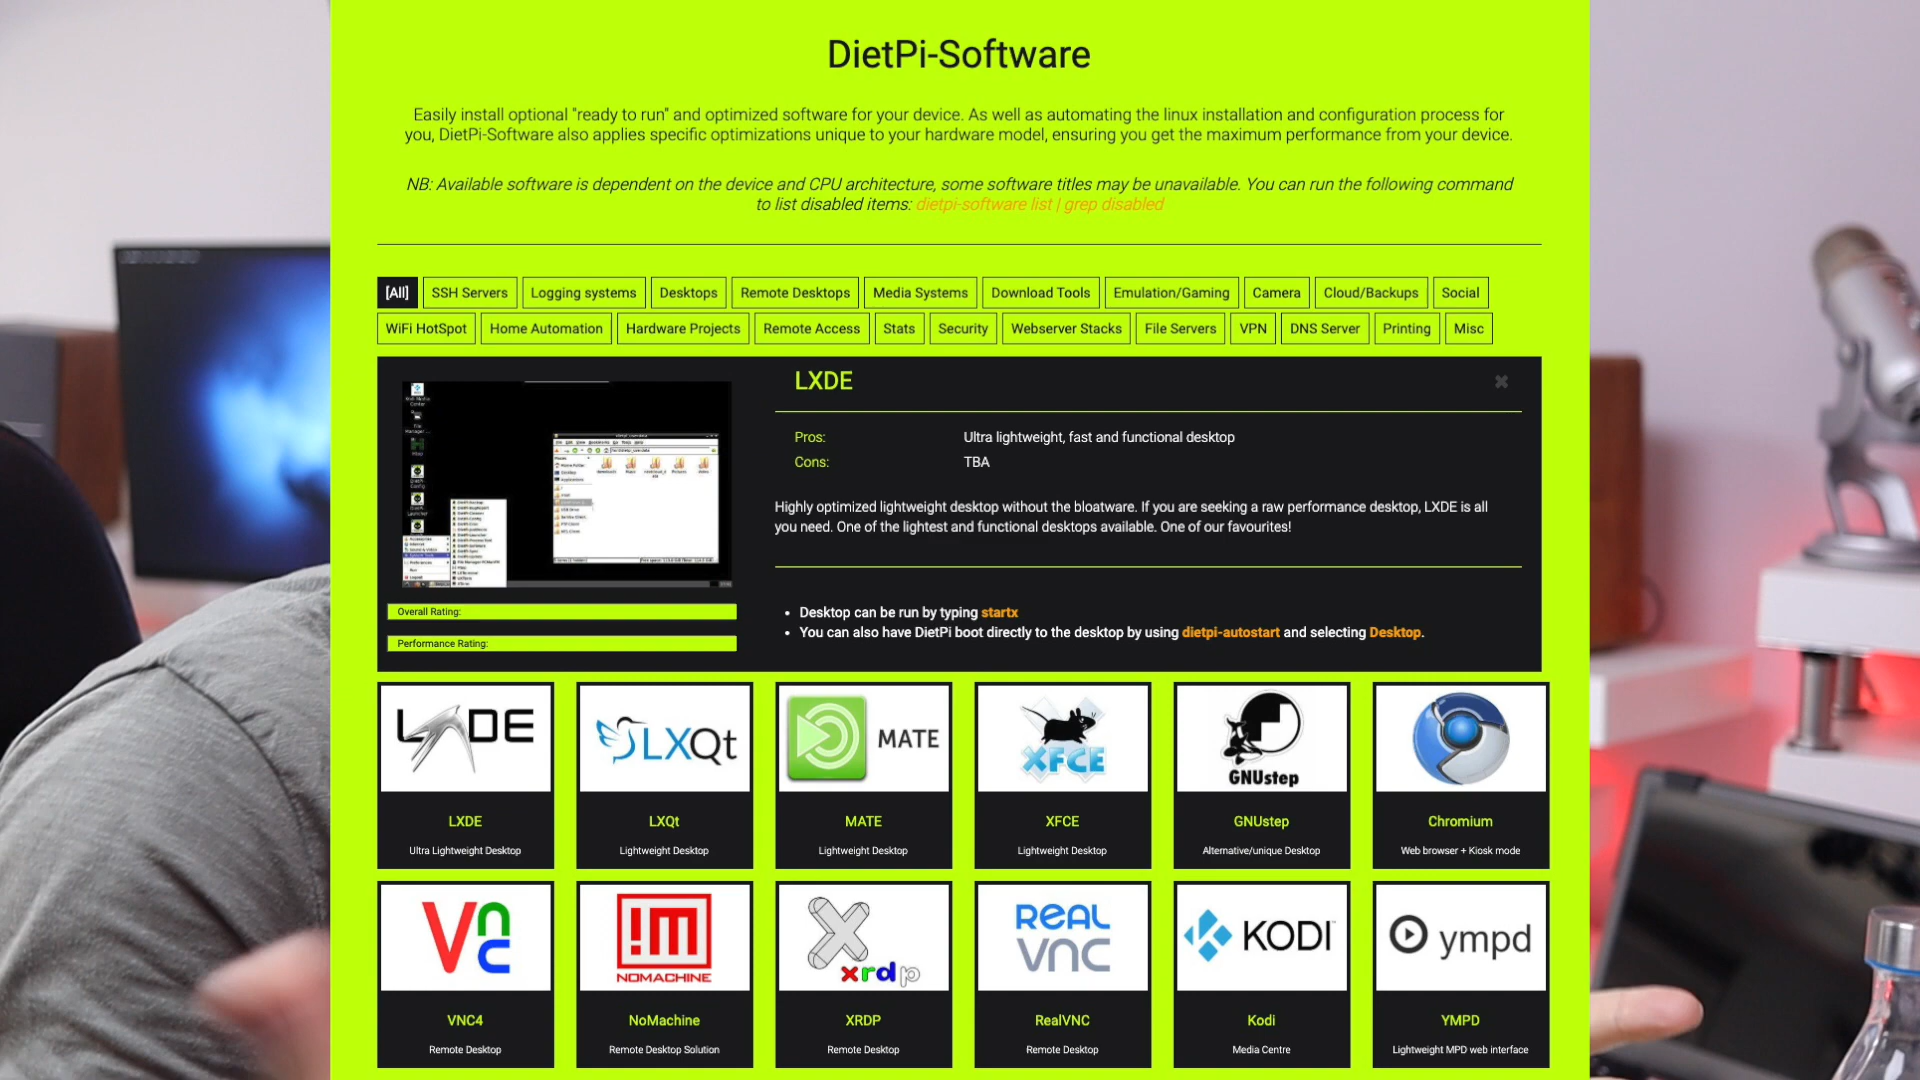 DietPi-Software
Easily install optional "ready to run" and optimized software for your device. As well as automating the linux installation and configuration process for
you, DietPi-Software also applies specific optimizations unique to your hardware model, ensuring you get the maximum performance from your device.
NB: Available software is dependent on the device and CPU architecture, some software titles may be unavailable. You can run the following command
to list disabled items: dietpi-software list | grep disabled
[All] SSH Servers Logging systems Desktops Remote Desktops Media Systems Download Tools Emulation/Gaming Camera Cloud/Backups Social
WiFi HotSpot Home Automation Hardware Projects Remote Access Stats Security Webserver Stacks File Servers VPN DNS Server Printing Misc
LXDE
Pros: Ultra lightweight, fast and functional desktop
Cons: TBA
Highly optimized lightweight desktop without the bloatware. If you are seeking a raw performance desktop, LXDE is all
you need. One of the lightest and functional desktops available. One of our favourites!
Overall Rating:
Performance Rating:
• Desktop can be run by typing startx
• You can also have DietPi boot directly to the desktop by using dietpi-autostart and selecting Desktop.
LXDE LXQt MATE XFCE GNUstep
LXDE LXQt MATE XFCE GNUstep Chromium
Ultra Lightweight Desktop Lightweight Desktop Lightweight Desktop Lightweight Desktop Alternative/unique Desktop Web browser + Kiosk mode
Vnc !M NOMACHINE xrdp REAL VNC KODI ympd
VNC4 NoMachine XRDP RealVNC Kodi YMPD
Remote Desktop Remote Desktop Solution Remote Desktop Remote Desktop Media Centre Lightweight MPD web interface